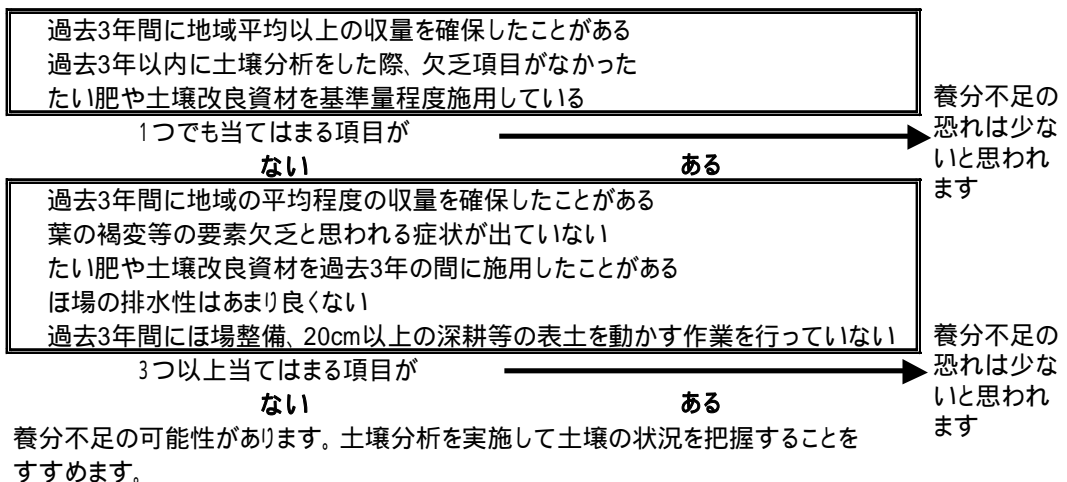 過去3年間に地域平均以上の収量を確保したことがある
過去3年以内に土壌分析をした際、欠乏項目がなかった
たい肥や土壌改良資材を基準量程度施用している
1つでも当てはまる項目が
ない ある
養分不足の
恐れは少な
いと思われ
ます
過去3年間に地域の平均程度の収量を確保したことがある
葉の褐変等の要素欠乏と思われる症状が出ていない
たい肥や土壌改良資材を過去3年の間に施用したことがある
ほ場の排水性はあまり良くない
過去3年間にほ場整備、20cm以上の深耕等の表土を動かす作業を行っていない
3つ以上当てはまる項目が
ない ある
養分不足の
恐れは少な
いと思われ
ます
養分不足の可能性があります。土壌分析を実施して土壌の状況を把握することを
すすめます。